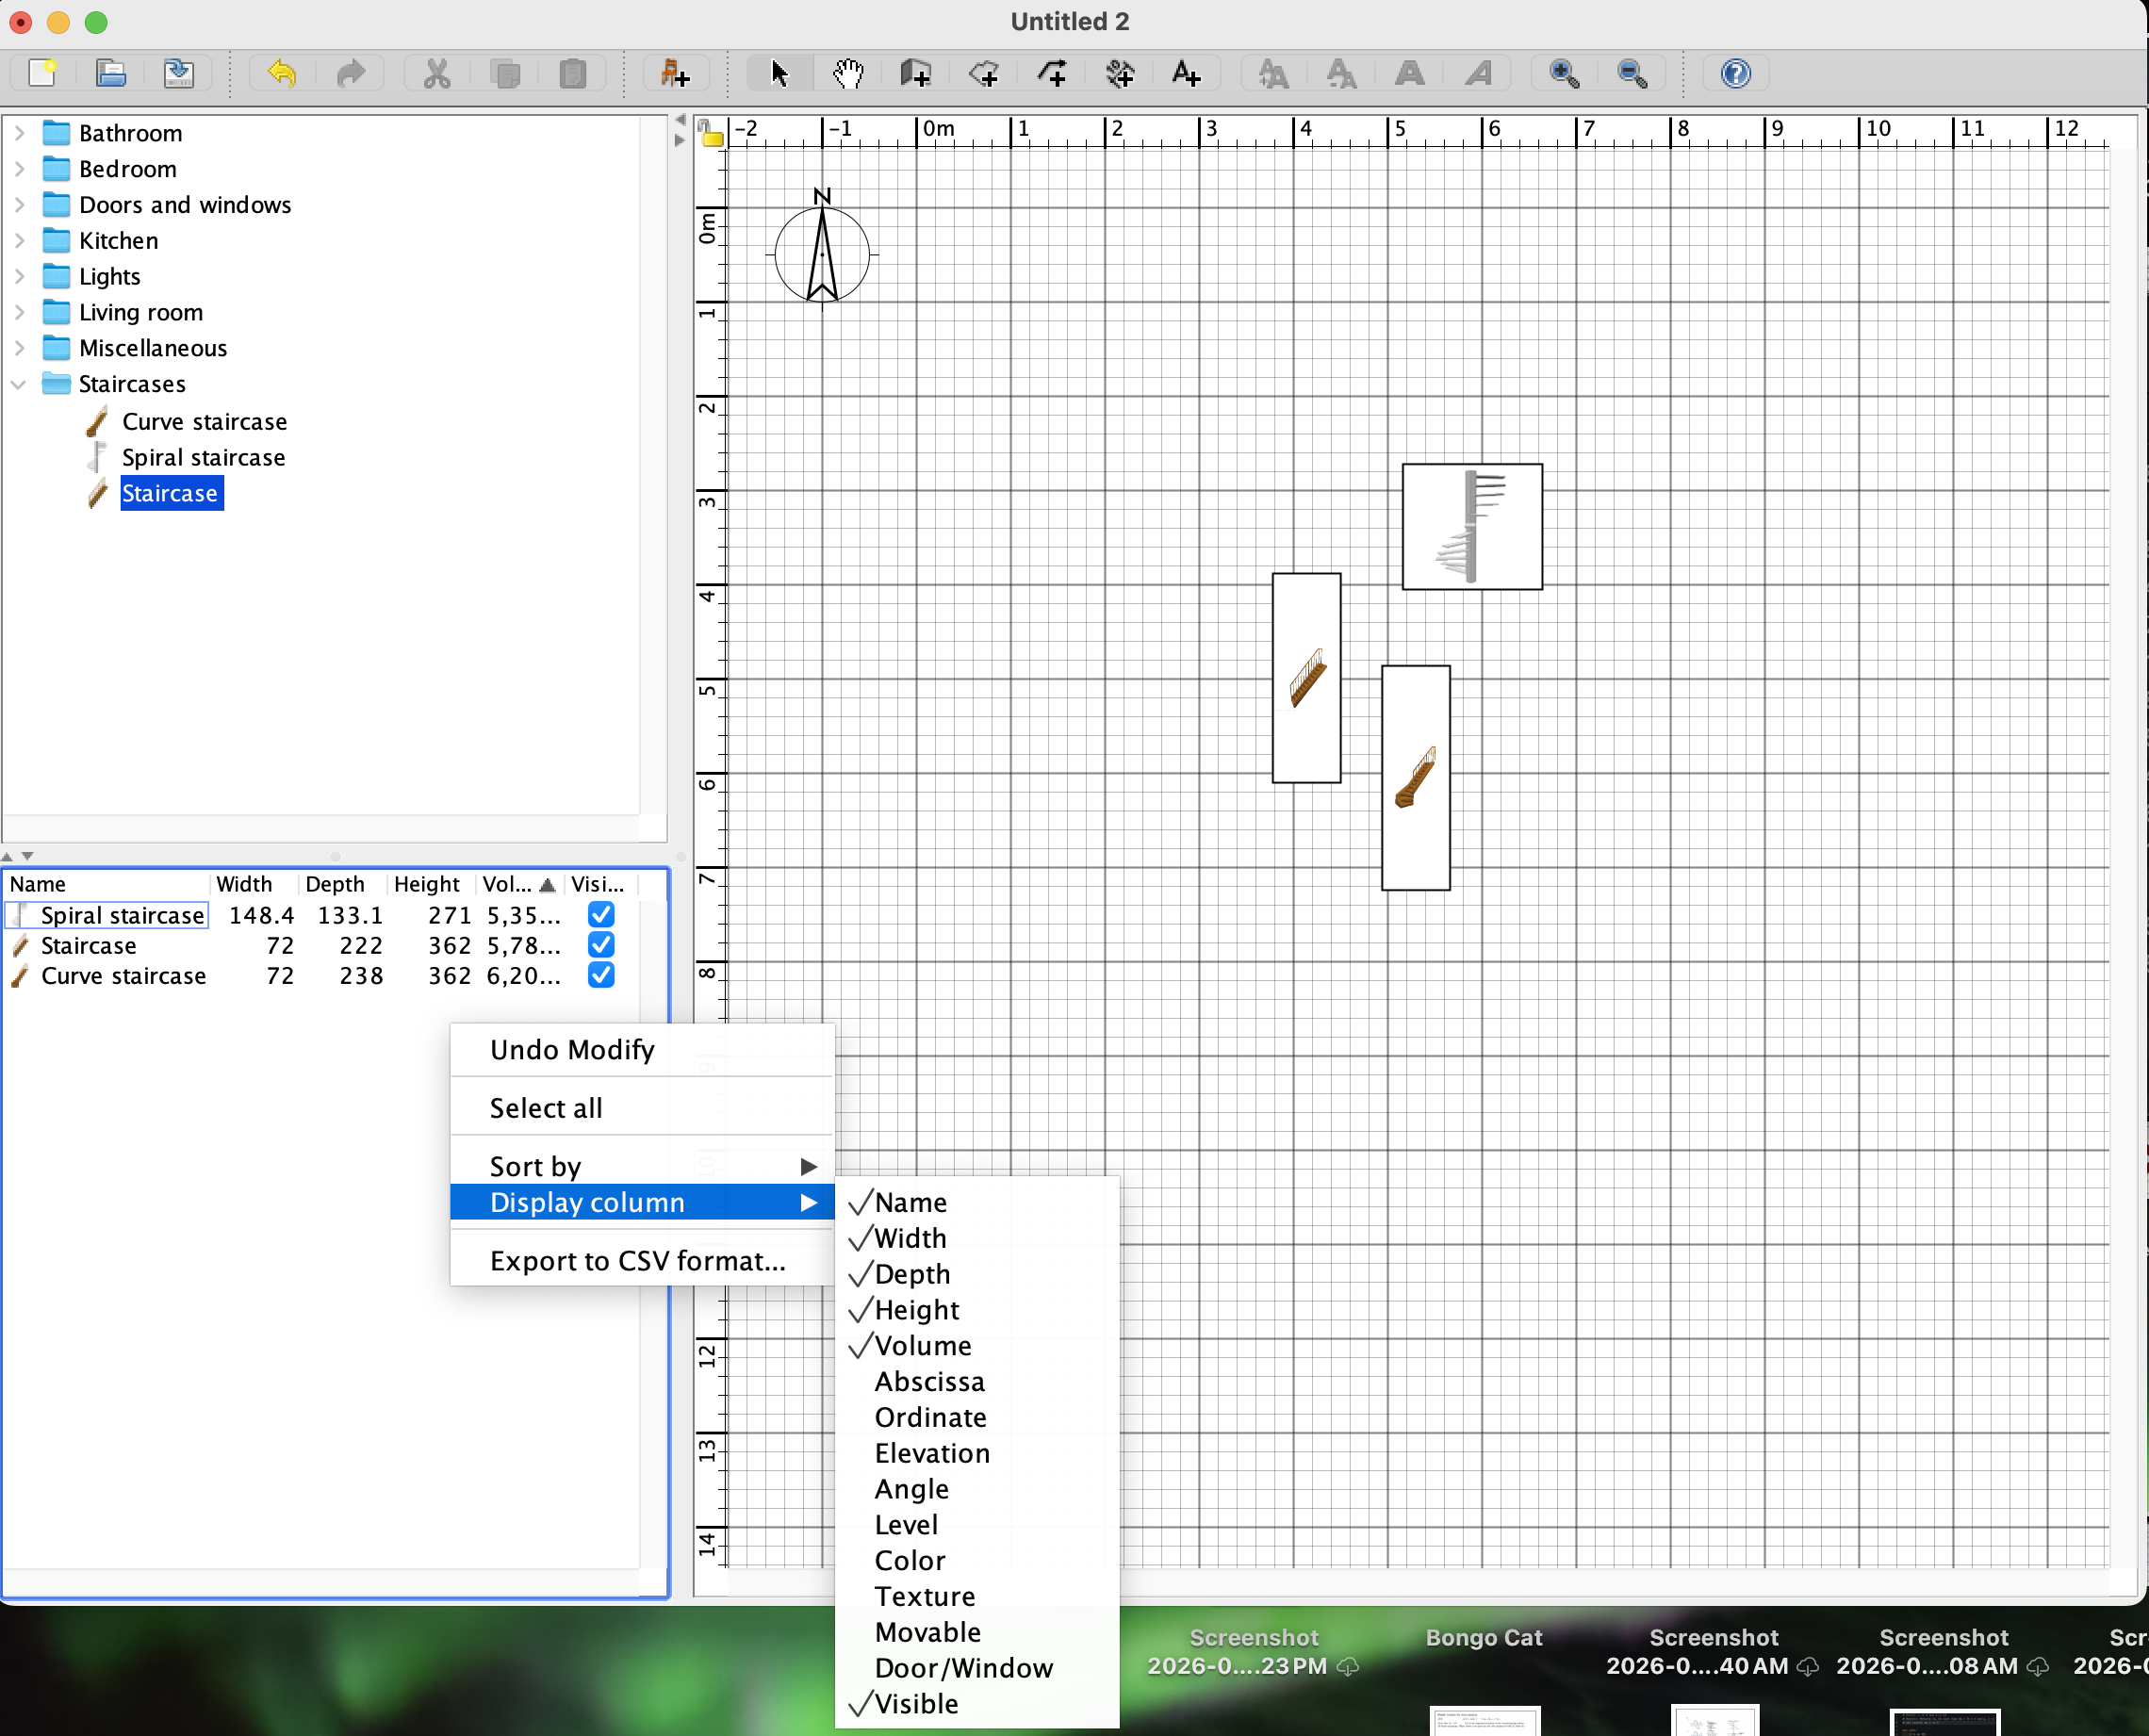 Untitled 2
Bathroom
Bedroom
Doors and windows
Kitchen
Lights
Living room
Miscellaneous
Staircases
Curve staircase
Spiral staircase
Staircase
-2 -1 0m 1 2 3 4 5 6 7 8 9 10 11 12
N
0m
1
2
3
4
5
6
7
8
9
10
12
13
14
Name Width Depth Height Vol... Visi...
Spiral staircase 148.4 133.1 271 5,35...
Staircase 72 222 362 5,78...
Curve staircase 72 238 362 6,20...
Undo Modify
Select all
Sort by
Display column
Export to CSV format...
Name
Width
Depth
Height
Volume
Abscissa
Ordinate
Elevation
Angle
Level
Color
Texture
Movable
Door/Window
Visible
Screenshot
2026-0....23 PM
Bongo Cat
Screenshot
2026-0....40 AM
Screenshot
2026-0....08 AM
Scr
2026-0